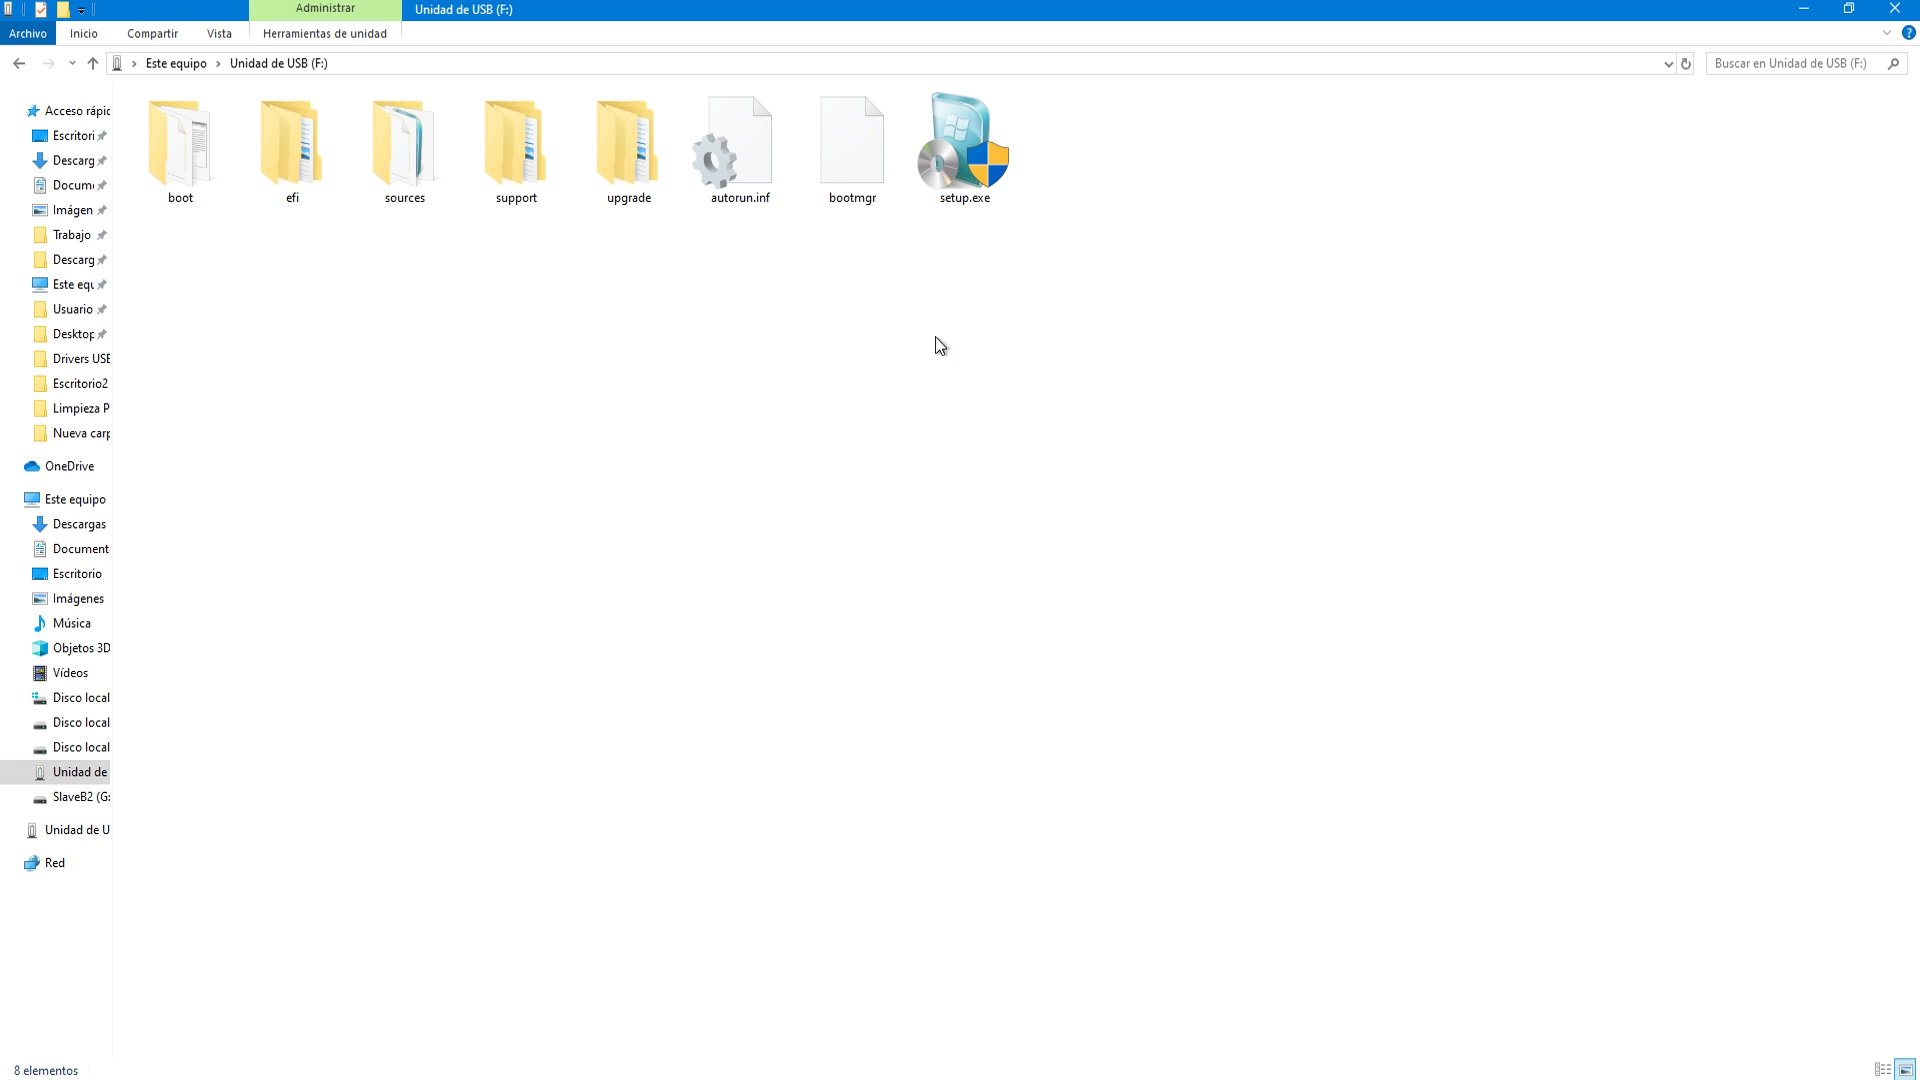 Administrar
Unidad de USB (F:)
Archivo
Inicio
Compartir
Vista
Herramientas de unidad
Este equipo
Unidad de USB (F:)
Buscar en Unidad de USB (F:)
boot
efi
sources
support
upgrade
autorun.inf
bootmgr
setup.exe
Acceso rápic
Escritori
Descarg
Docume
Imágen
Trabajo
Descarg
Este equ
Usuario
Desktop
Drivers USB
Escritorio2
Limpieza P
Nueva carp
OneDrive
Este equipo
Descargas
Document
Escritorio
Imágenes
Música
Objetos 3D
Vídeos
Disco local
Disco local
Disco local
Unidad de
SlaveB2 (G:
Unidad de U
Red
8 elementos